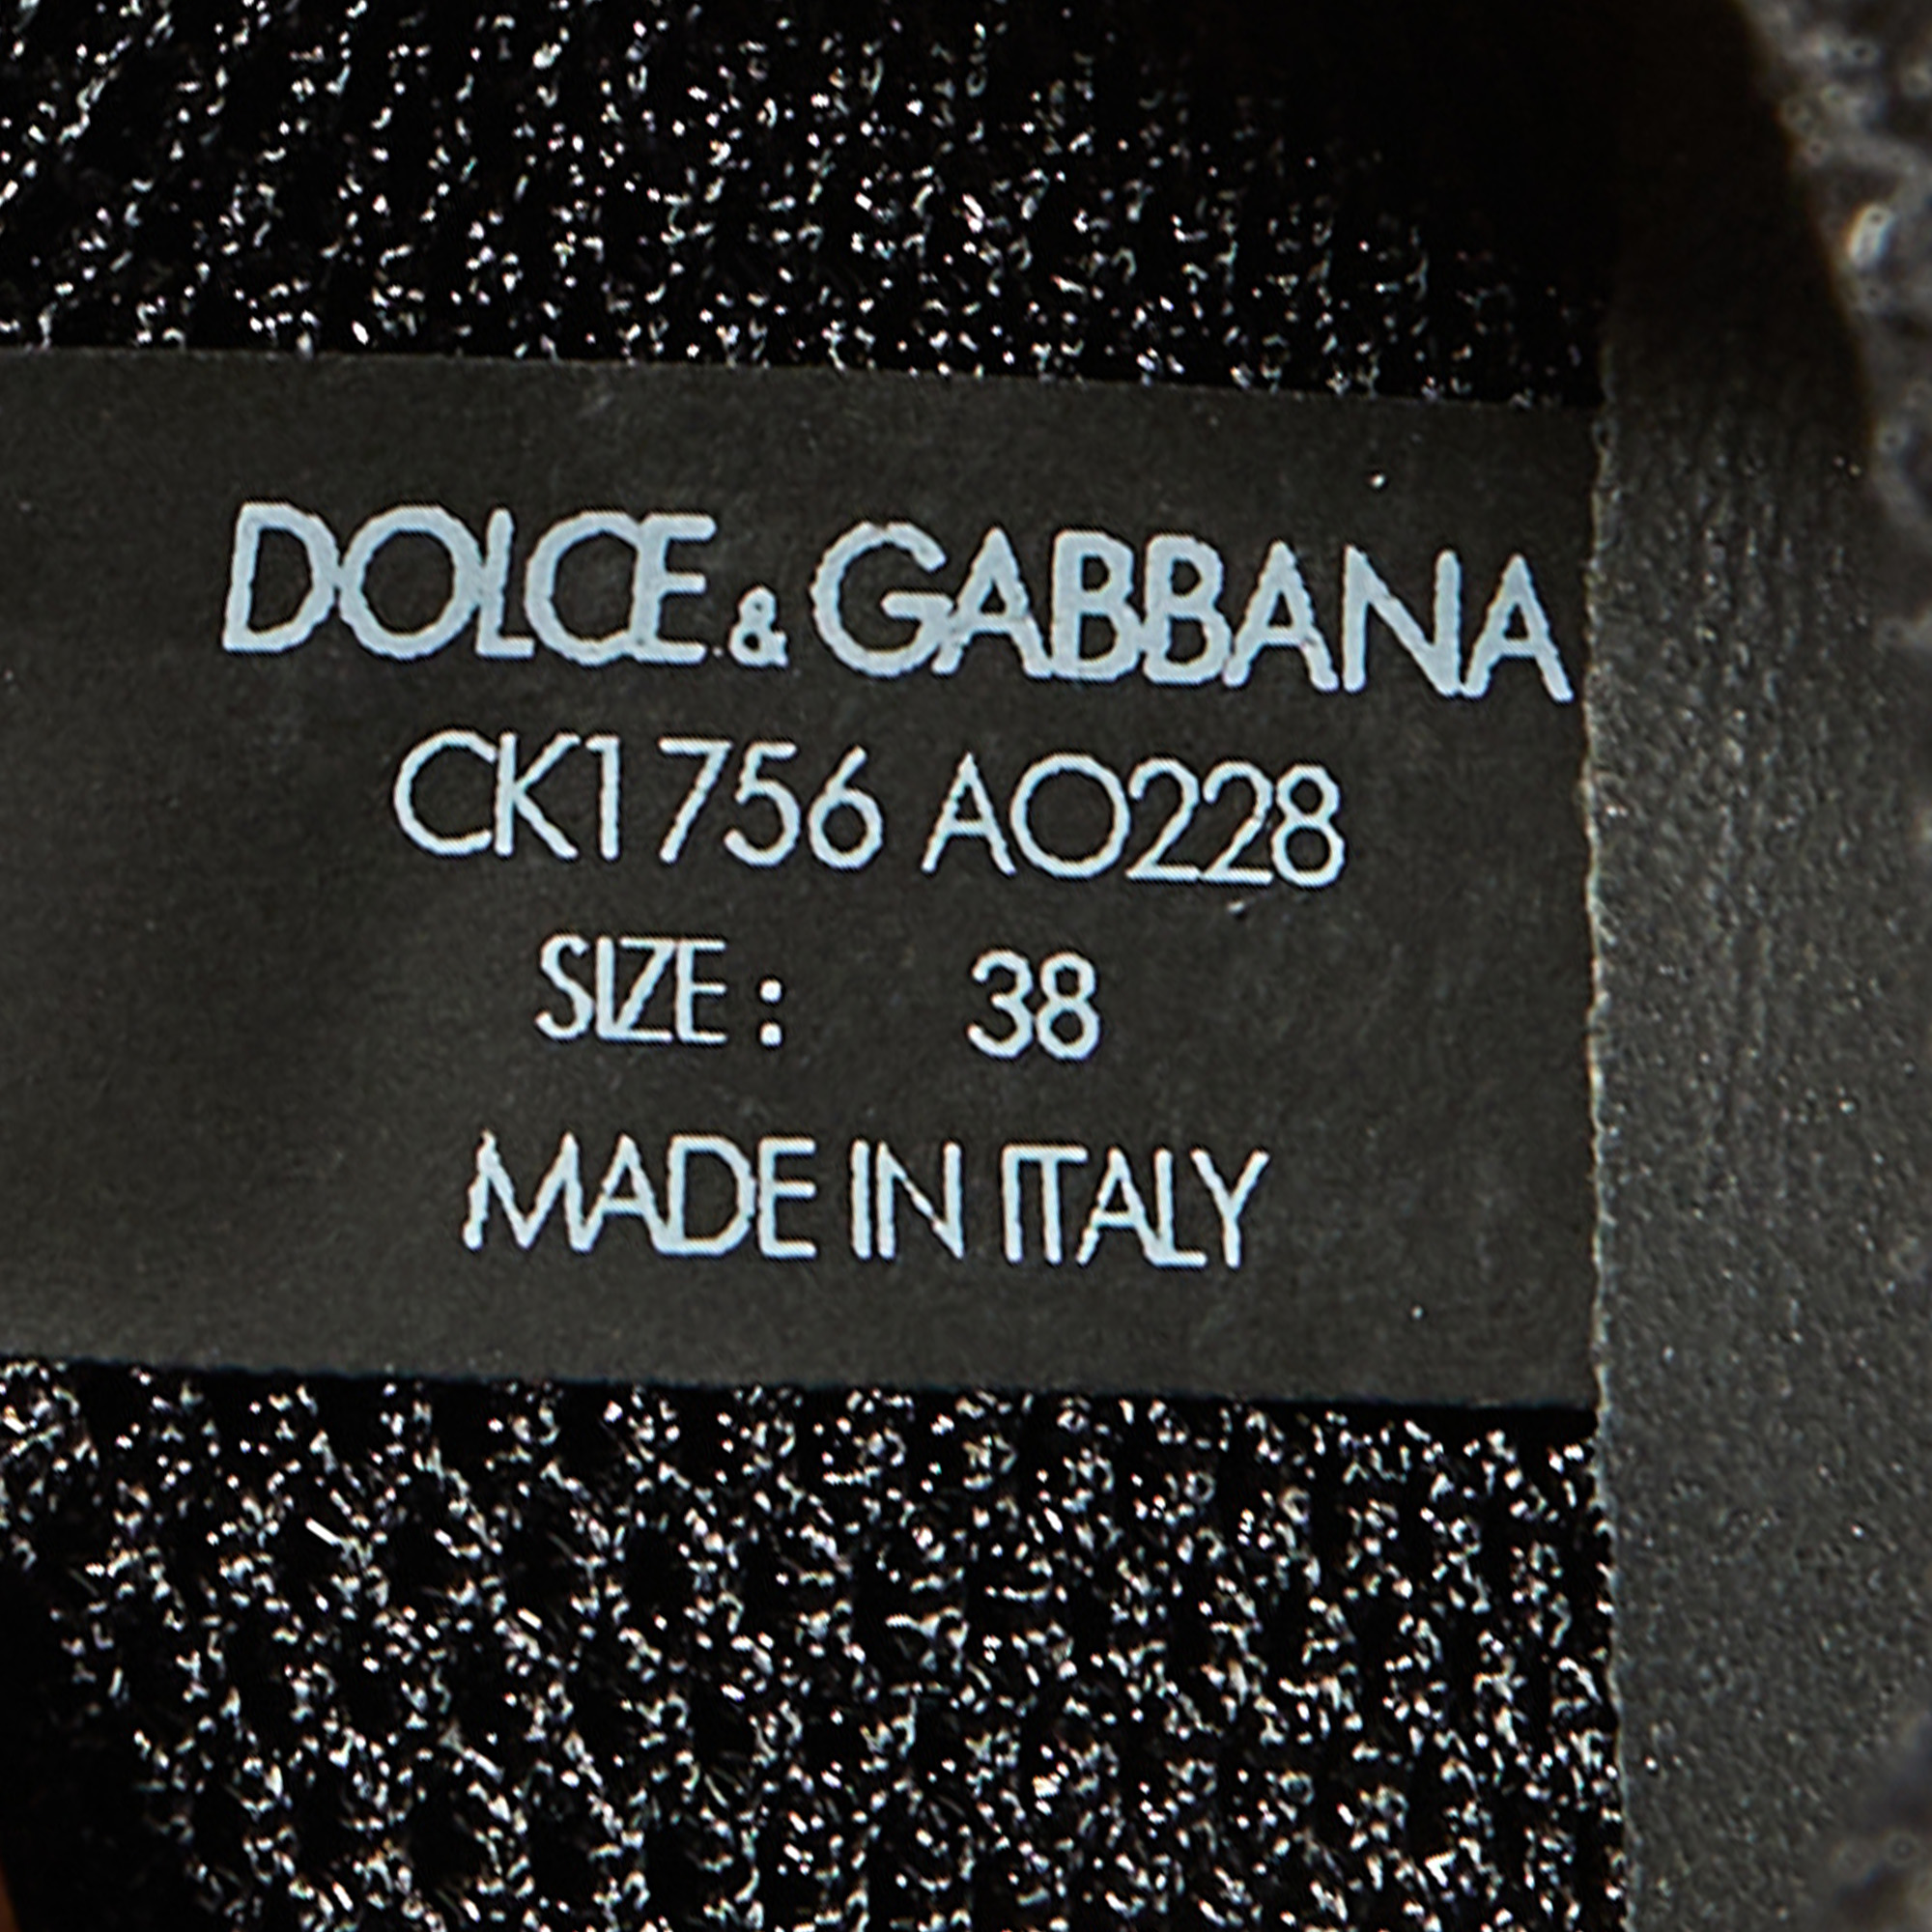 DOLCE & GABBANA
CK1756 AO228
SIZE: 38
MADE IN ITALY